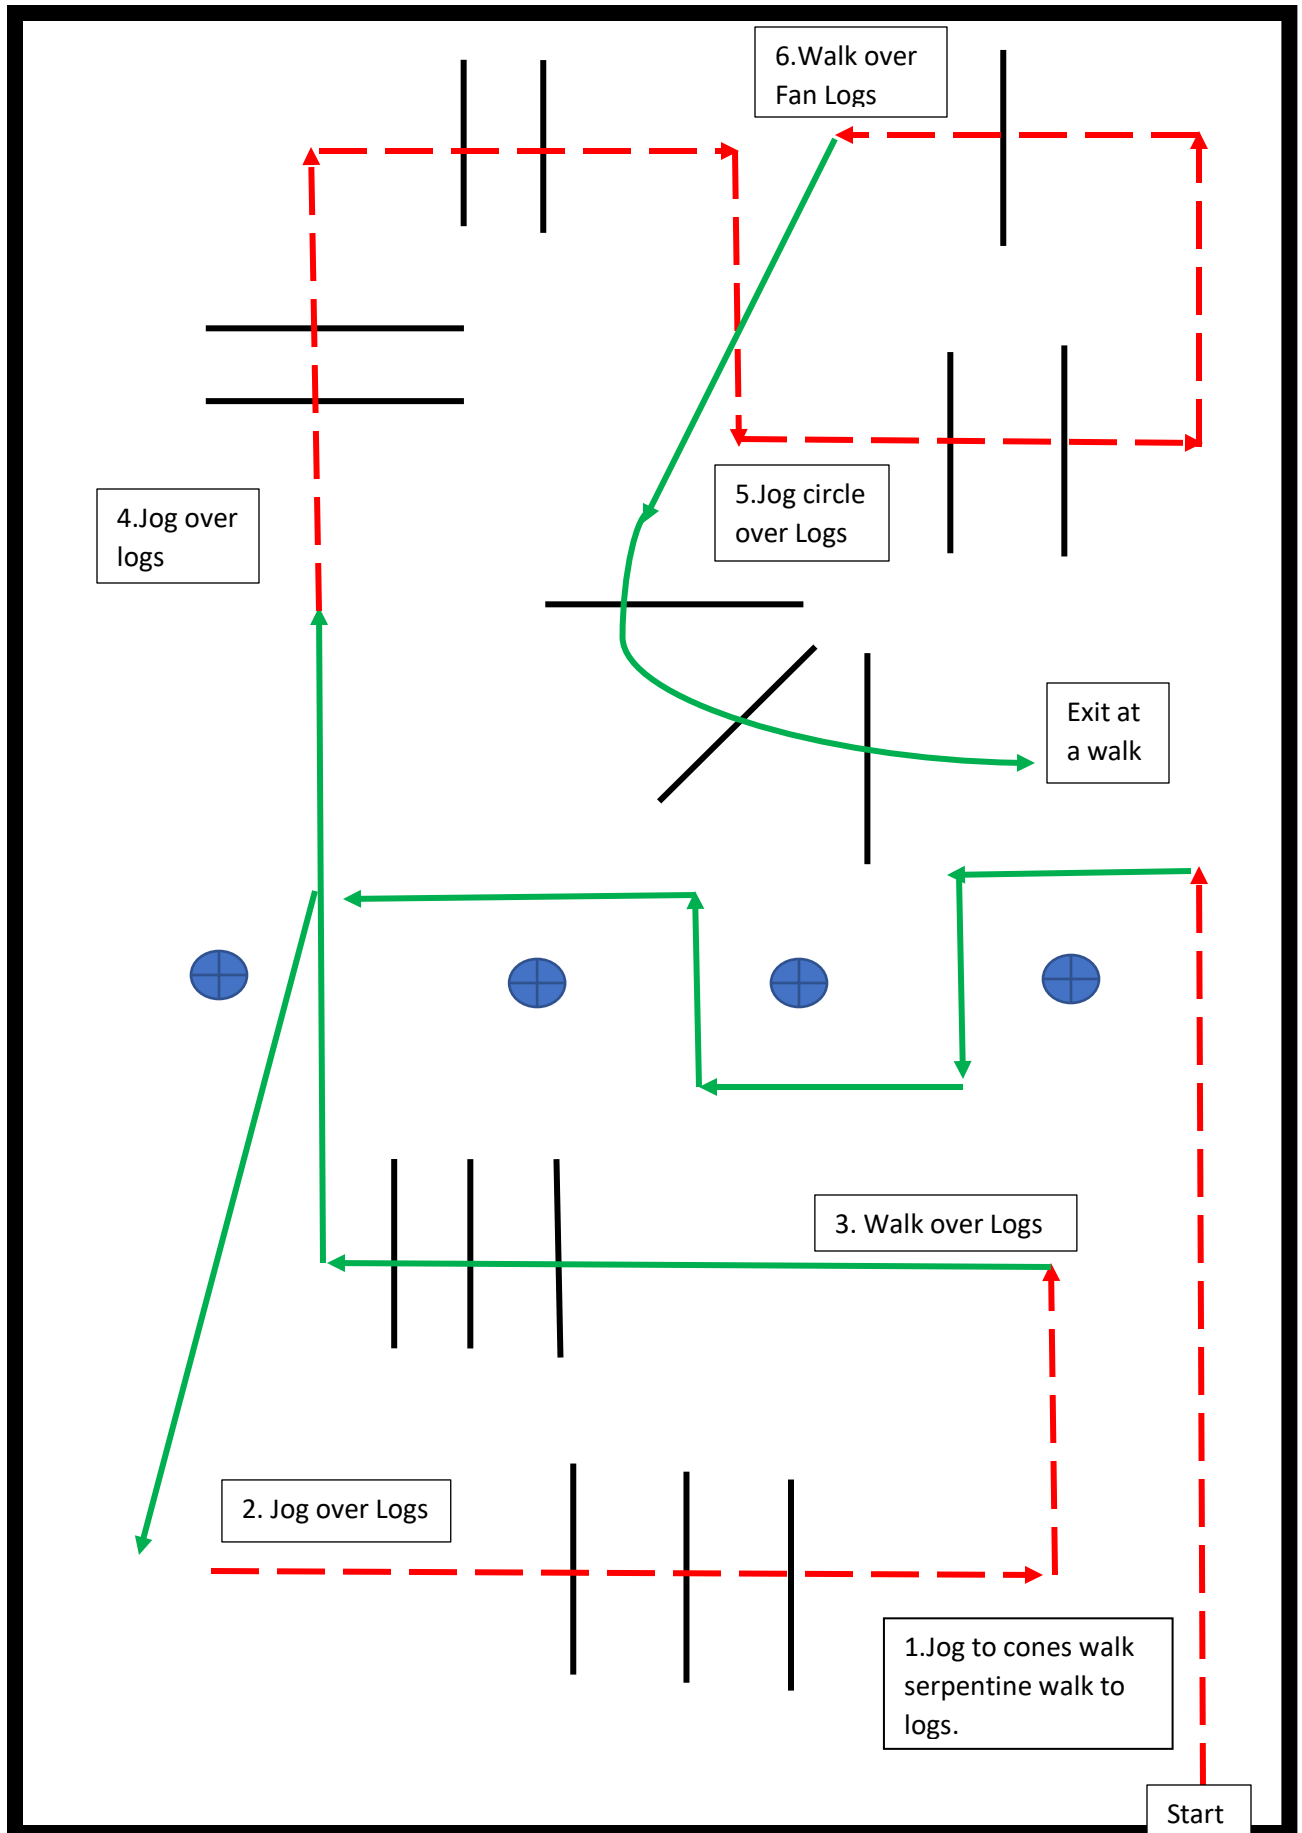 6.Walk over
Fan Logs
4.Jog over
logs
5.Jog circle
over Logs
Exit at
a walk
3. Walk over Logs
2. Jog over Logs
1.Jog to cones walk
serpentine walk to
logs.
Start